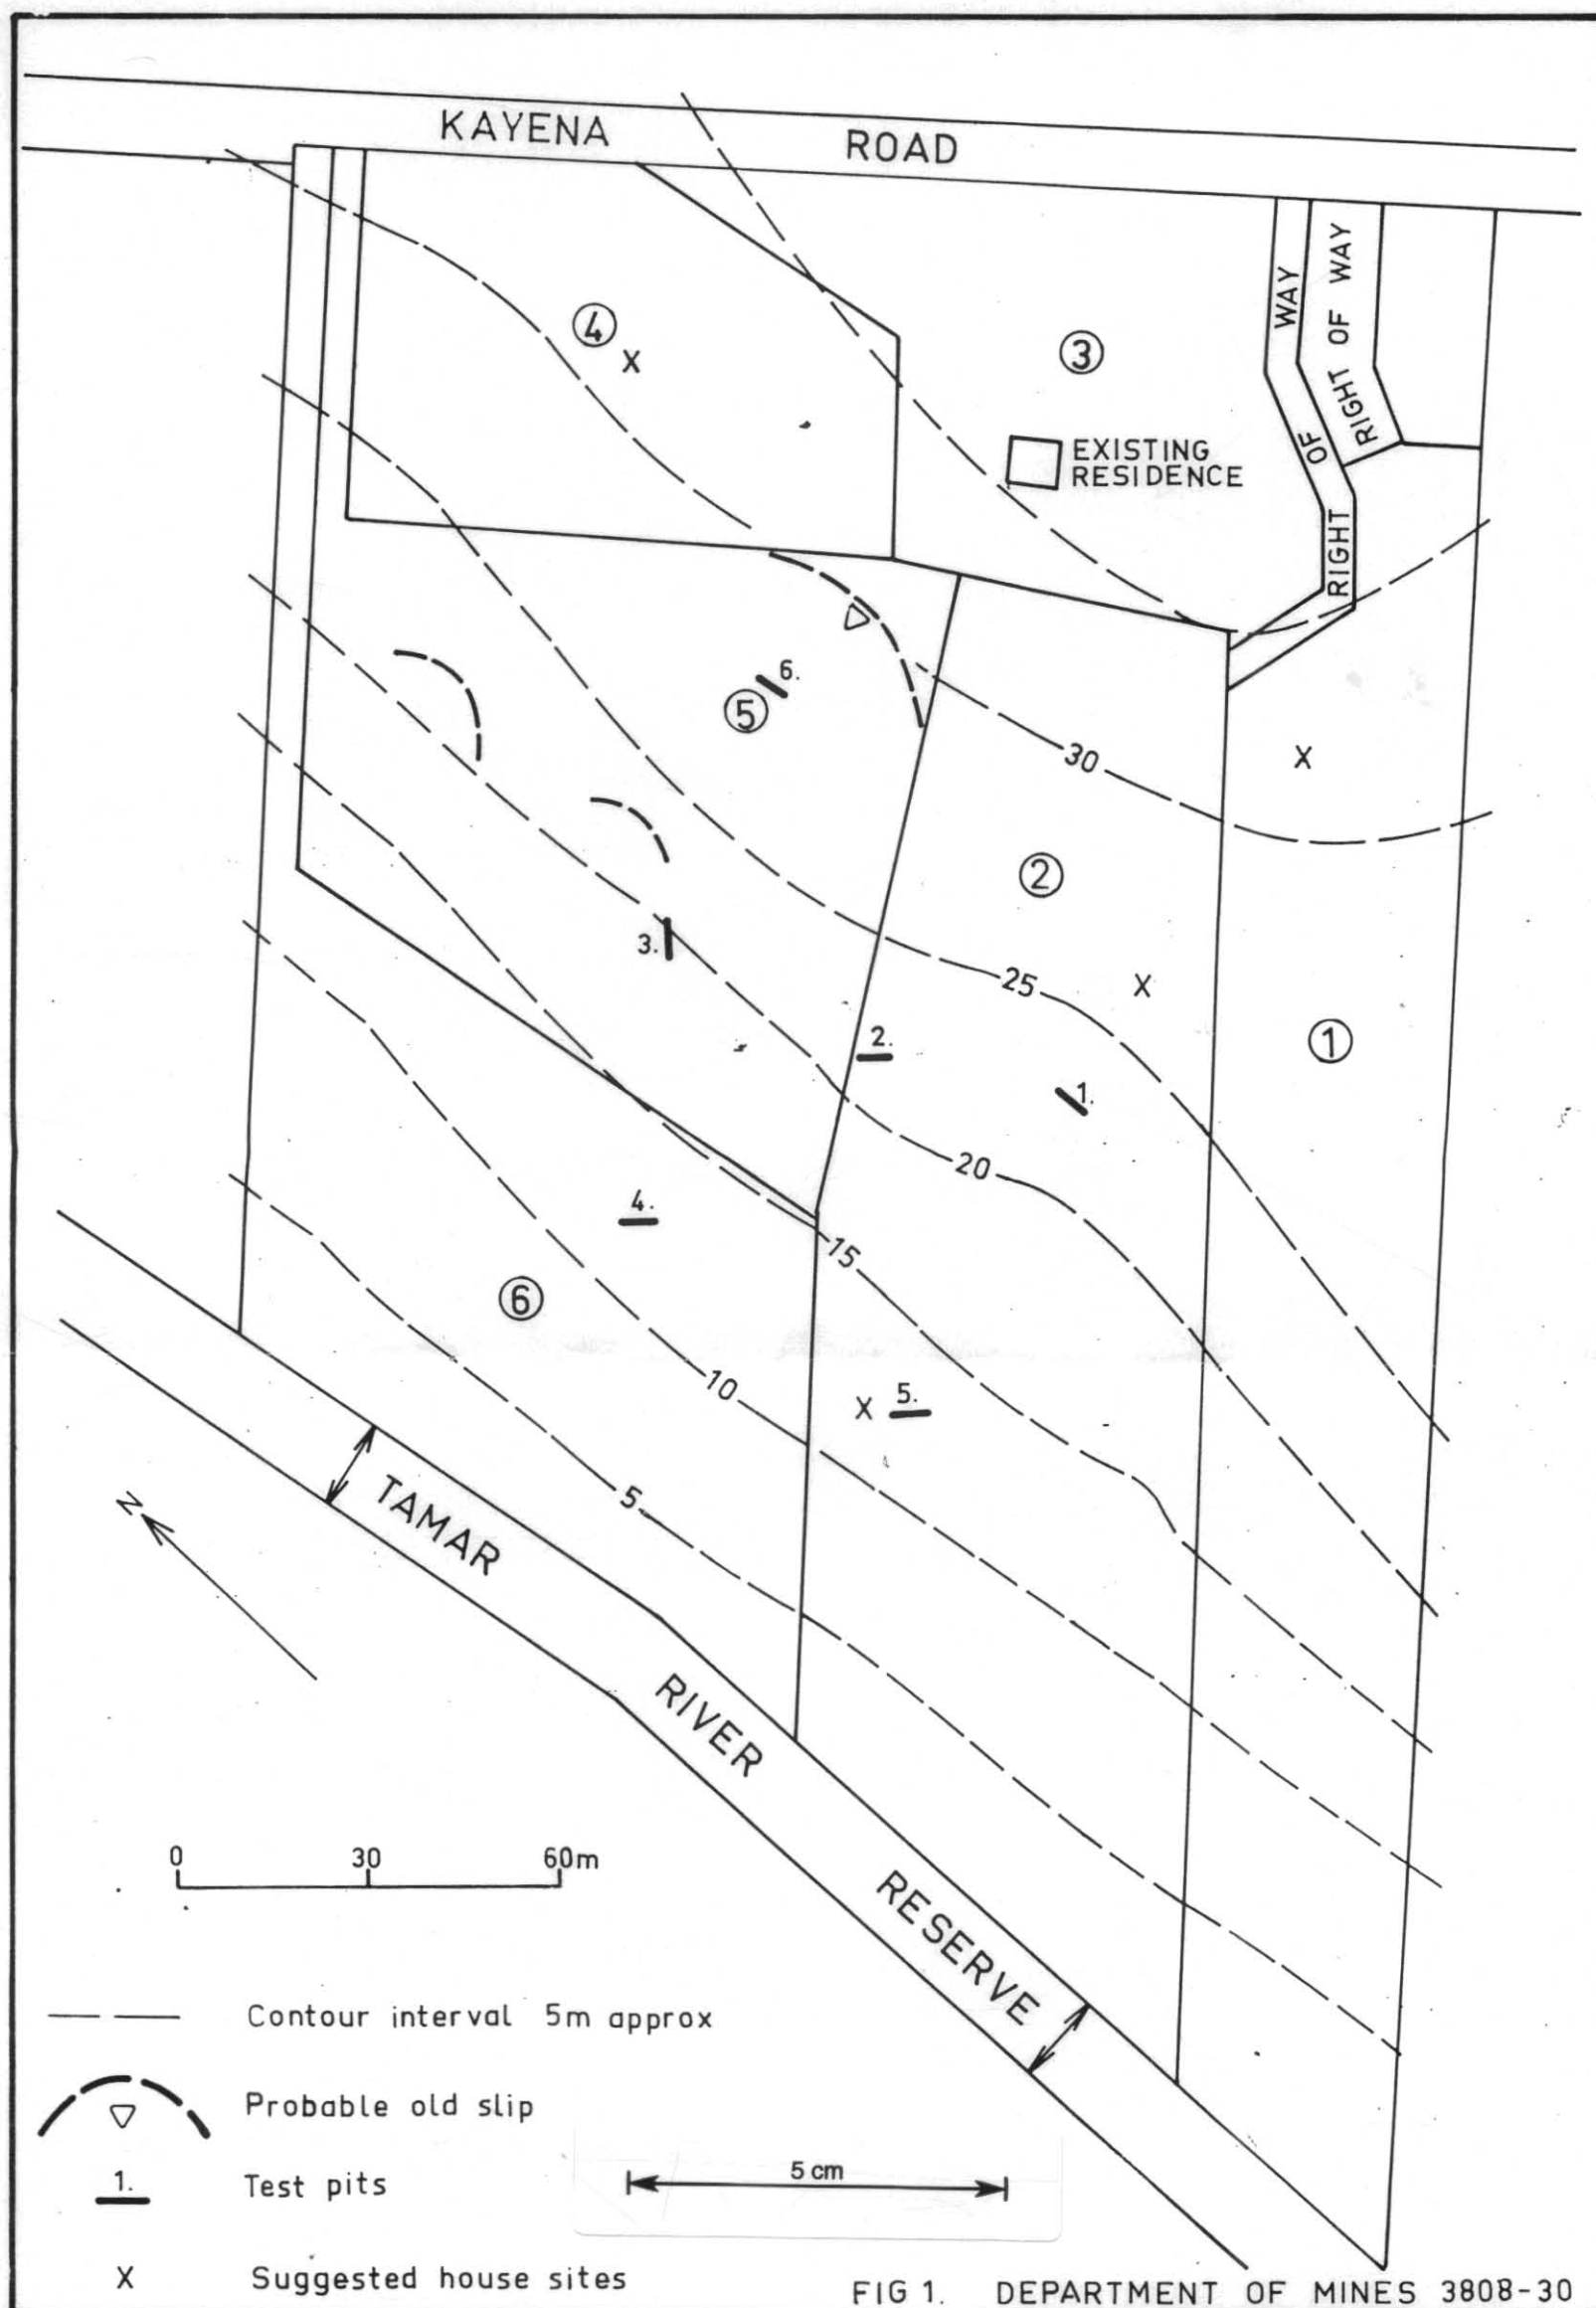 KAYENA ROAD
WAY
RIGHT OF WAY
4
X
3
OF
EXISTING
RESIDENCE
RIGHT
6.
5
X
30
2
3.
25
X
1
2.
1.
20
4.
15
6
10
X 5.
5
N
TAMAR
RIVER
RESERVE
0 30 60m
Contour interval 5m approx
Probable old slip
1. Test pits
5 cm
X Suggested house sites
FIG 1. DEPARTMENT OF MINES 3808-30